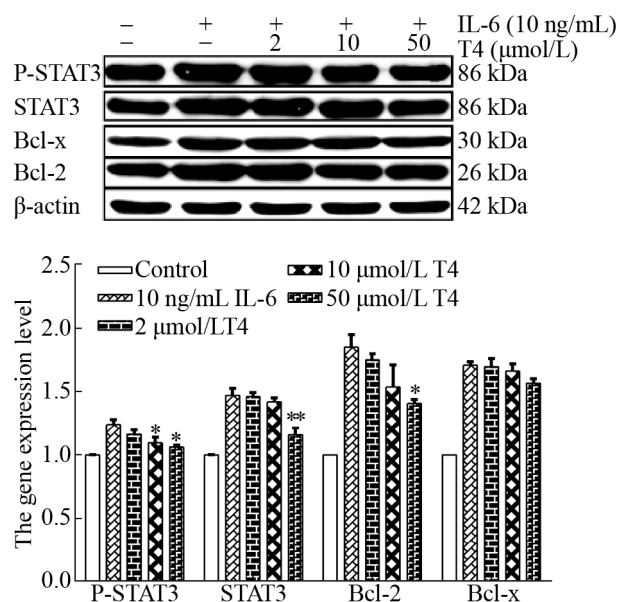 − + + + + IL-6 (10 ng/mL)
− − 2 10 50 T4 (μmol/L)
P-STAT3 86 kDa
STAT3 86 kDa
Bcl-x 30 kDa
Bcl-2 26 kDa
β-actin 42 kDa
The gene expression level
2.5
2.0
1.5
1.0
0.5
0.0
Control
10 ng/mL IL-6
2 μmol/LT4
10 μmol/L T4
50 μmol/L T4
* *
**
*
P-STAT3 STAT3 Bcl-2 Bcl-x